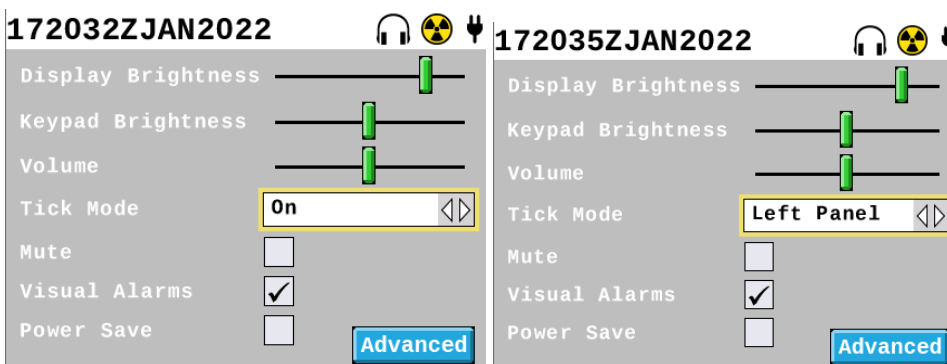 172032ZJAN2022
Display Brightness
Keypad Brightness
Volume
Tick Mode On
Mute
Visual Alarms
Power Save
Advanced
172035ZJAN2022
Display Brightness
Keypad Brightness
Volume
Tick Mode Left Panel
Mute
Visual Alarms
Power Save
Advanced